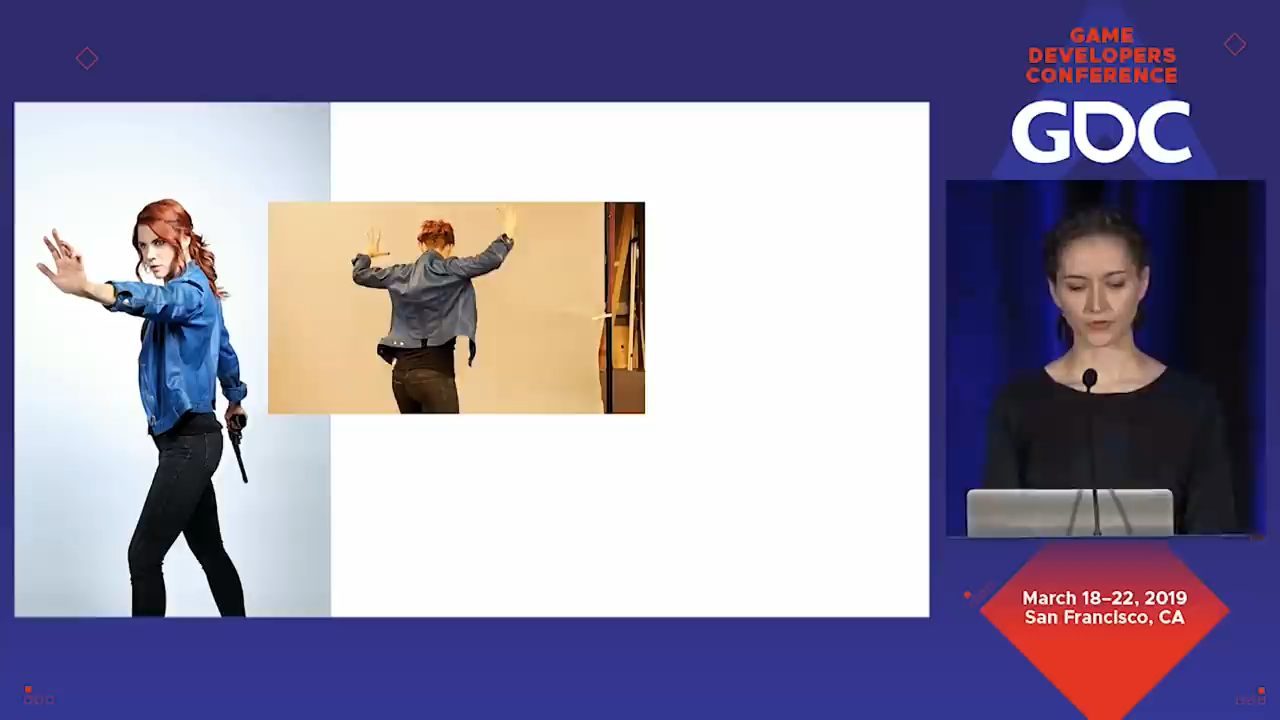 GAME
DEVELOPERS
CONFERENCE
GDC
March 18–22, 2019
San Francisco, CA